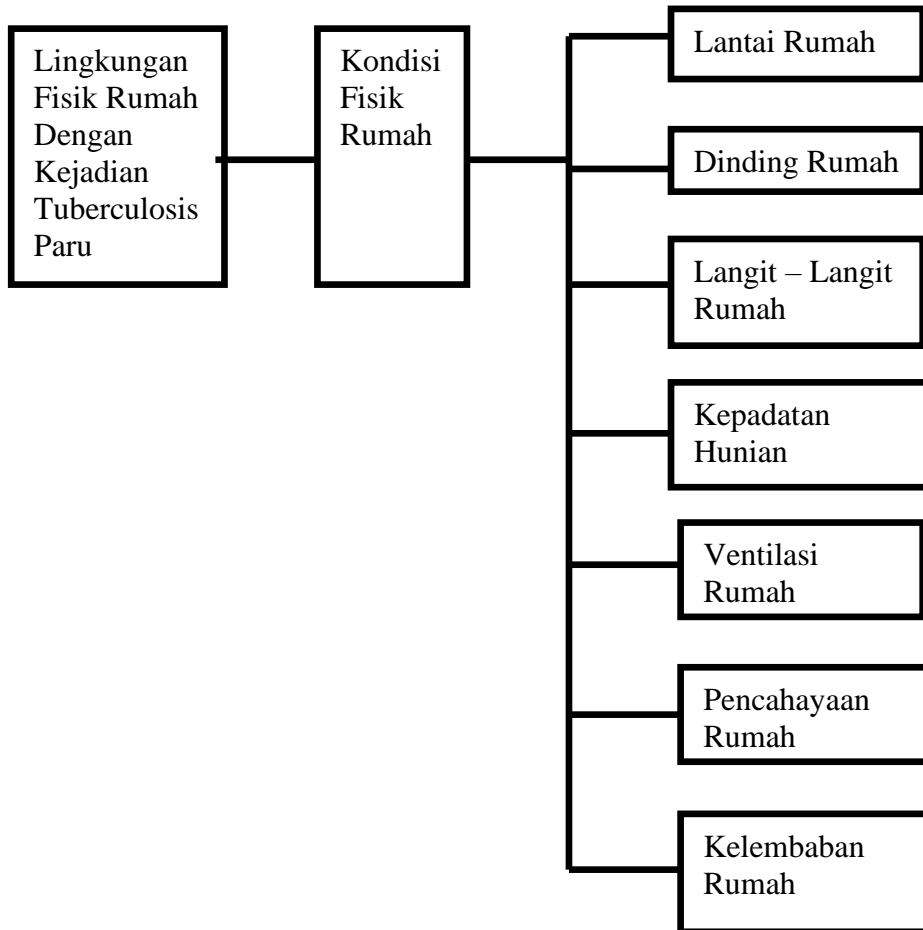 Lingkungan
Fisik Rumah
Dengan
Kejadian
Tuberculosis
Paru
Kondisi
Fisik
Rumah
Lantai Rumah
Dinding Rumah
Langit – Langit
Rumah
Kepadatan
Hunian
Ventilasi
Rumah
Pencahayaan
Rumah
Kelembaban
Rumah